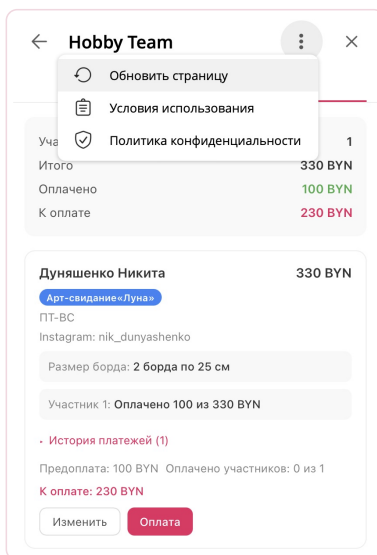 Hobby Team
Обновить страницу
Условия использования
Политика конфиденциальности
1
Итого 330 BYN
Оплачено 100 BYN
К оплате 230 BYN
Дуняшенко Никита 330 BYN
Арт-свидание«Луна»
ПТ-ВС
Instagram: nik_dunyashenko
Размер борда: 2 борда по 25 см
Участник 1: Оплачено 100 из 330 BYN
• История платежей (1)
Предоплата: 100 BYN Оплачено участников: 0 из 1
К оплате: 230 BYN
Изменить Оплата